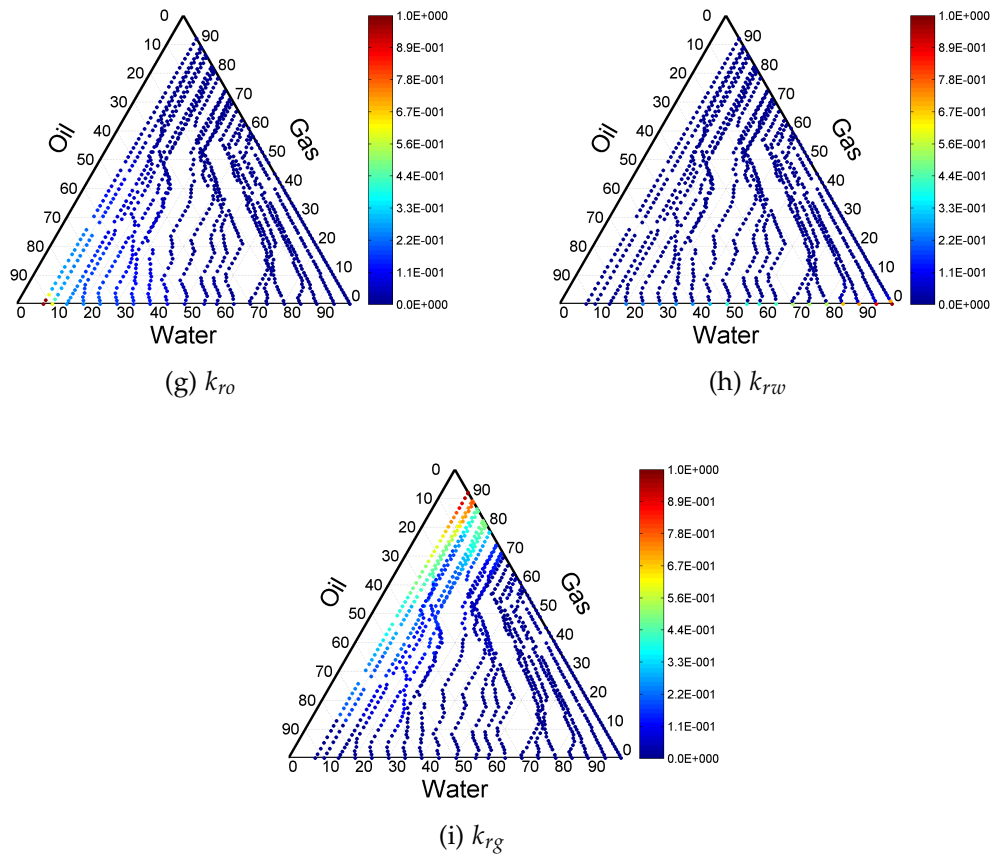 0
10
20
30
40
50
60
70
80
90
Oil
90
80
70
60
50
40
30
20
10
0
Gas
0 10 20 30 40 50 60 70 80 90
Water
1.0E+000
8.9E-001
7.8E-001
6.7E-001
5.6E-001
4.4E-001
3.3E-001
2.2E-001
1.1E-001
0.0E+000
(g) kro
0
10
20
30
40
50
60
70
80
90
Oil
90
80
70
60
50
40
30
20
10
0
Gas
0 10 20 30 40 50 60 70 80 90
Water
1.0E+000
8.9E-001
7.8E-001
6.7E-001
5.6E-001
4.4E-001
3.3E-001
2.2E-001
1.1E-001
0.0E+000
(h) krw
0
10
20
30
40
50
60
70
80
90
Oil
90
80
70
60
50
40
30
20
10
0
Gas
0 10 20 30 40 50 60 70 80 90
Water
1.0E+000
8.9E-001
7.8E-001
6.7E-001
5.6E-001
4.4E-001
3.3E-001
2.2E-001
1.1E-001
0.0E+000
(i) krg